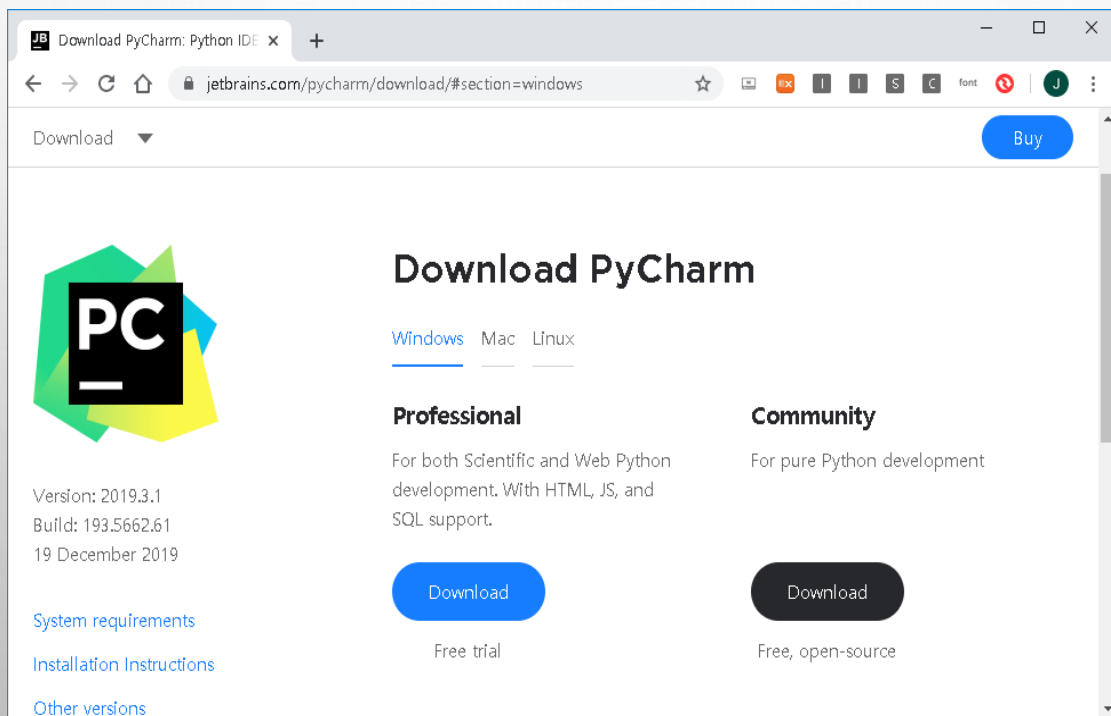 JB
Download PyCharm: Python IDE
jetbrains.com/pycharm/download/#section=windows
EX
I
I
S
C
font
J
Download
Buy
PC
Download PyCharm
Windows Mac Linux
Professional
For both Scientific and Web Python
development. With HTML, JS, and
SQL support.
Download
Free trial
Community
For pure Python development
Download
Free, open-source
Version: 2019.3.1
Build: 193.5662.61
19 December 2019
System requirements
Installation Instructions
Other versions